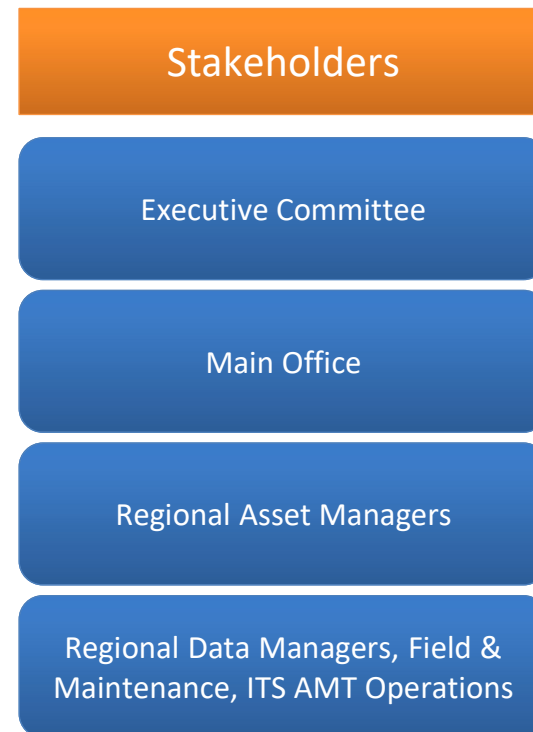 Stakeholders
Executive Committee
Main Office
Regional Asset Managers
Regional Data Managers, Field &
Maintenance, ITS AMT Operations